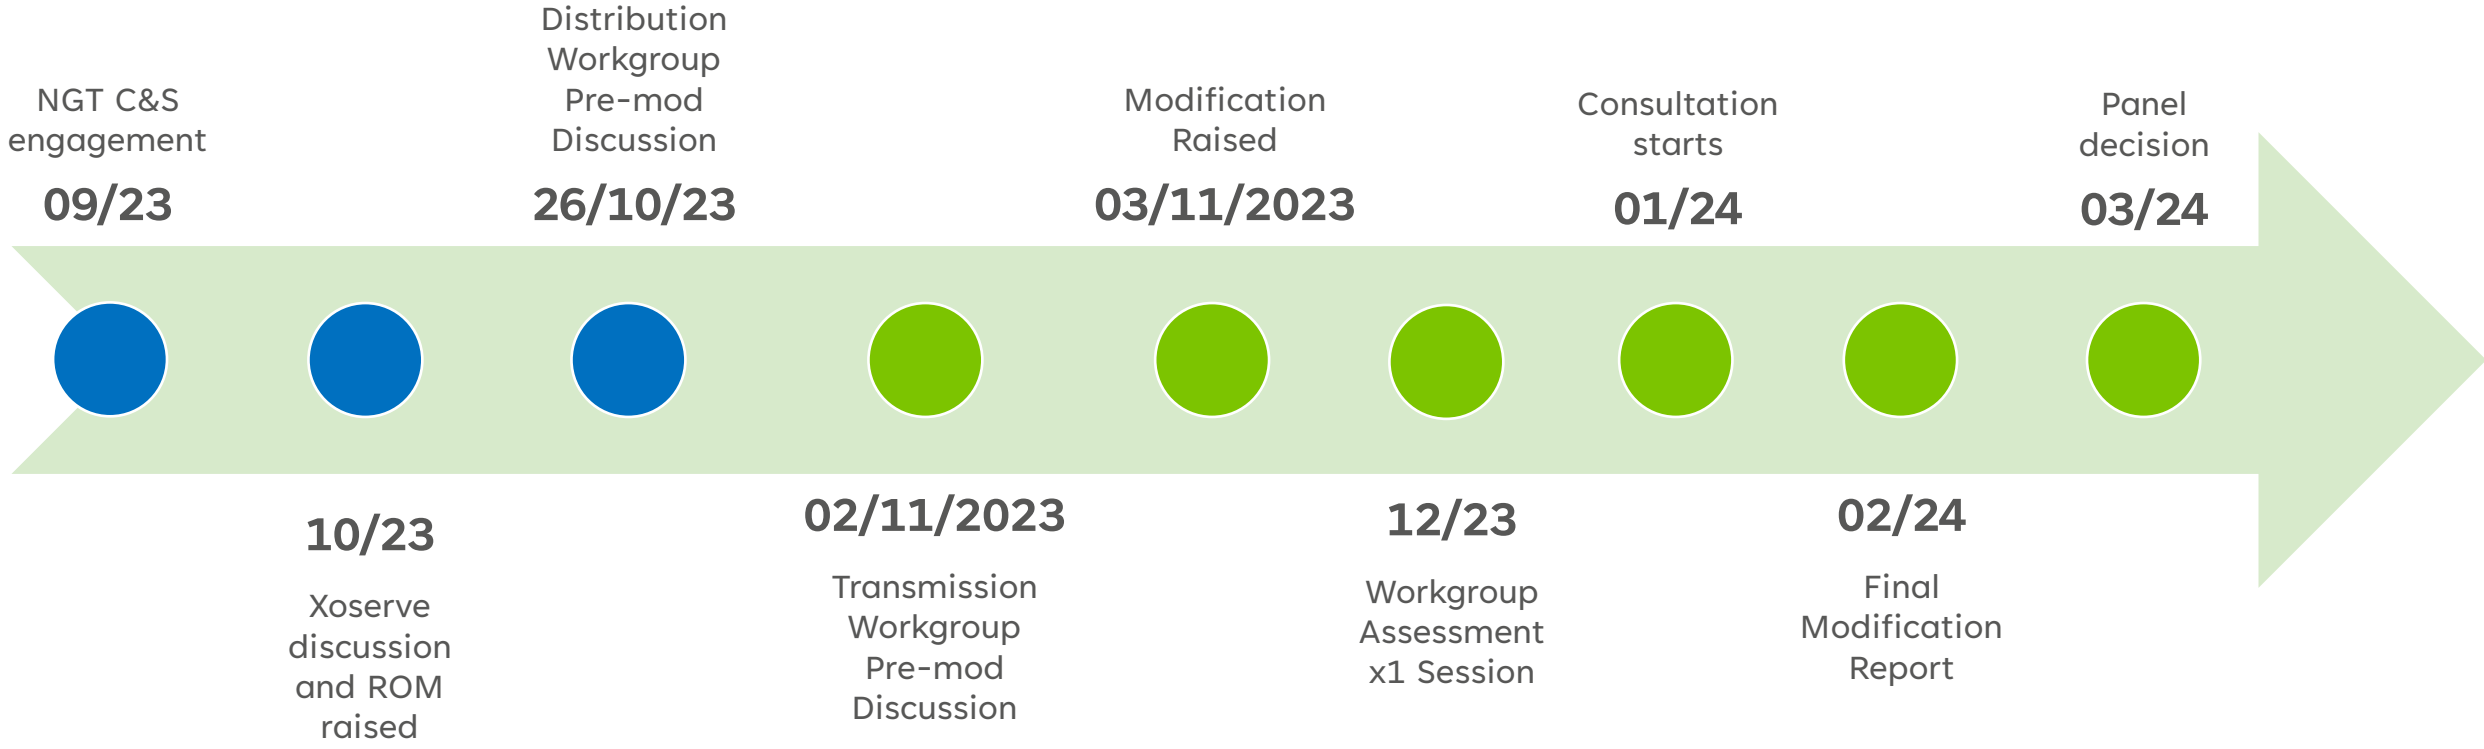 NGT C&S
engagement
09/23
10/23
Xoserve
discussion
and ROM
raised
Distribution
Workgroup
Pre-mod
Discussion
26/10/23
02/11/2023
Transmission
Workgroup
Pre-mod
Discussion
Modification
Raised
03/11/2023
12/23
Workgroup
Assessment
x1 Session
Consultation
starts
01/24
02/24
Final
Modification
Report
Panel
decision
03/24